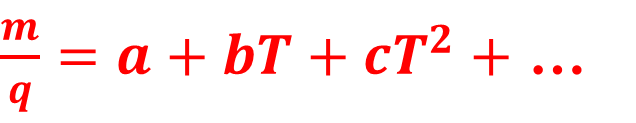 m/q = a + bT + cT² + ...